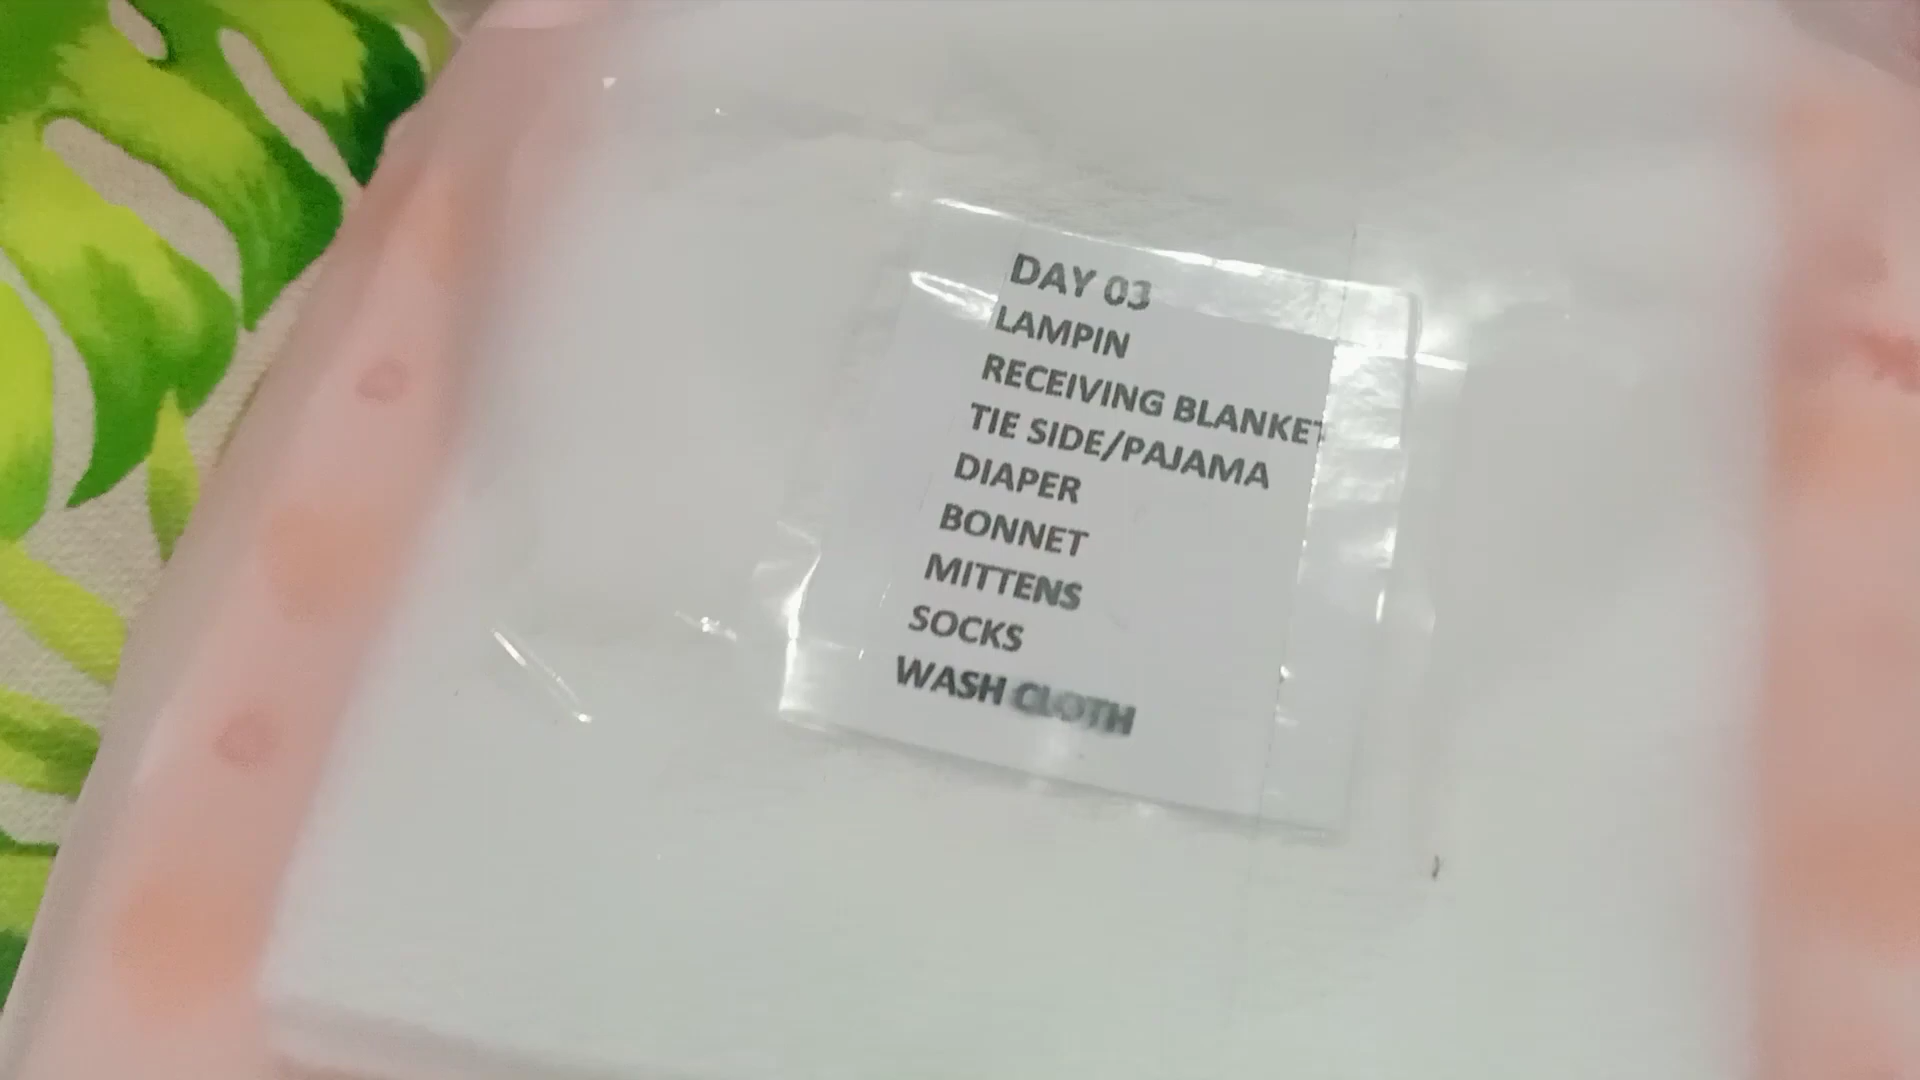 DAY 03
LAMPIN
RECEIVING BLANKET
TIE SIDE/PAJAMA
DIAPER
BONNET
MITTENS
SOCKS
WASH CLOTH